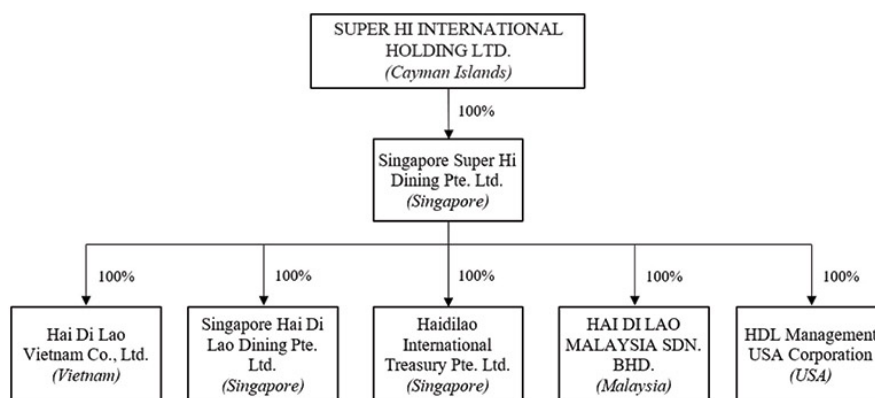 SUPER HI INTERNATIONAL
HOLDING LTD.
(Cayman Islands)
100%
Singapore Super Hi
Dining Pte. Ltd.
(Singapore)
100%
100%
100%
100%
100%
Hai Di Lao
Vietnam Co., Ltd.
(Vietnam)
Singapore Hai Di
Lao Dining Pte.
Ltd.
(Singapore)
Haidilao
International
Treasury Pte. Ltd.
(Singapore)
HAI DI LAO
MALAYSIA SDN.
BHD.
(Malaysia)
HDL Management
USA Corporation
(USA)